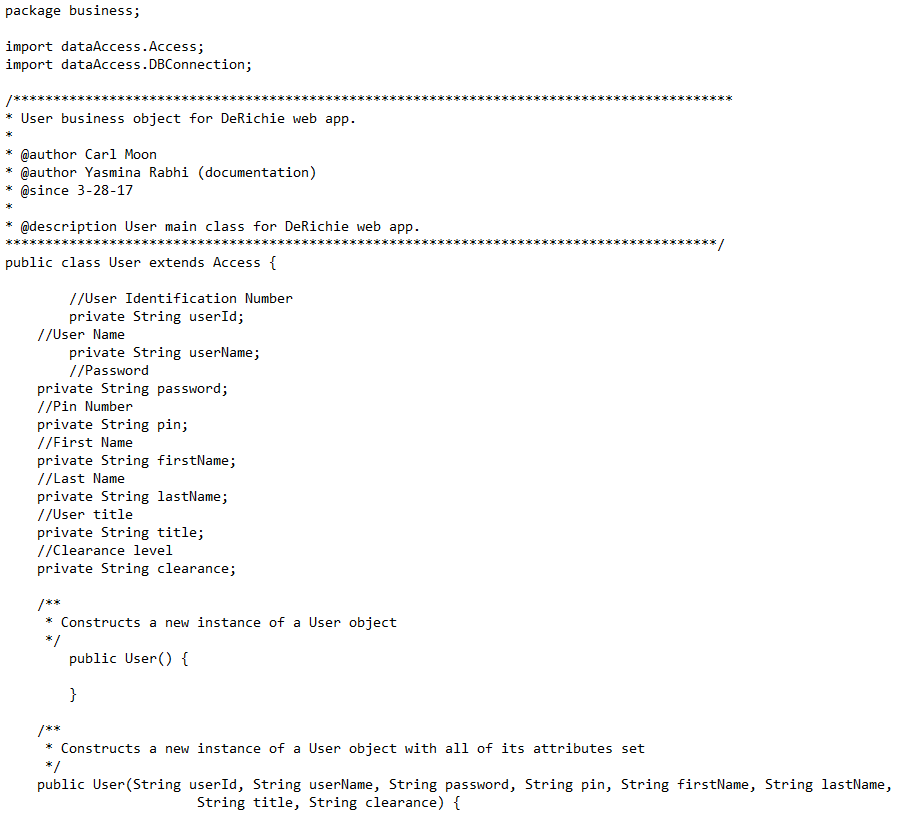 package business;

import dataAccess.Access;
import dataAccess.DBConnection;

/******************************************************************************************
* User business object for DeRichie web app.
*
* @author Carl Moon
* @author Yasmina Rabhi (documentation)
* @since 3-28-17
*
* @description User main class for DeRichie web app.
*****************************************************************************************/
public class User extends Access {

        //User Identification Number
        private String userId;
    //User Name
        private String userName;
        //Password
    private String password;
    //Pin Number
    private String pin;
    //First Name
    private String firstName;
    //Last Name
    private String lastName;
    //User title
    private String title;
    //Clearance level
    private String clearance;

    /**
     * Constructs a new instance of a User object
     */
        public User() {

        }

    /**
     * Constructs a new instance of a User object with all of its attributes set
     */
    public User(String userId, String userName, String password, String pin, String firstName, String lastName,
                        String title, String clearance) {